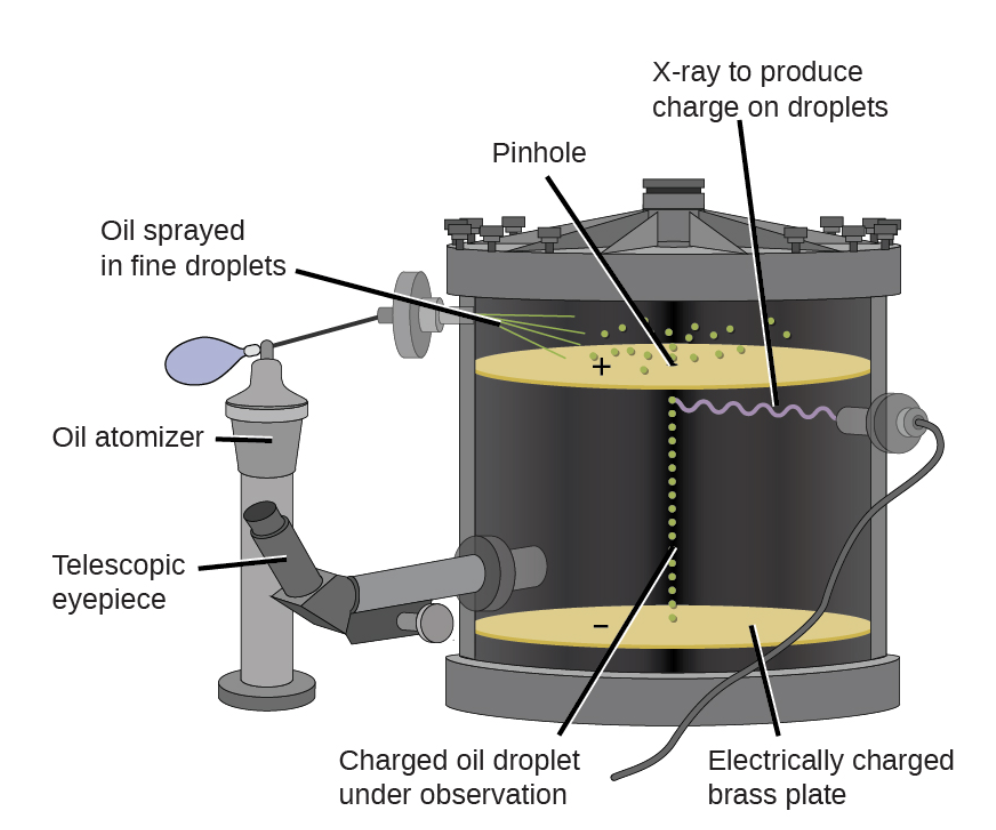 X-ray to produce
charge on droplets
Pinhole
Oil sprayed
in fine droplets
+
Oil atomizer
Telescopic
eyepiece
−
Charged oil droplet
under observation
Electrically charged
brass plate